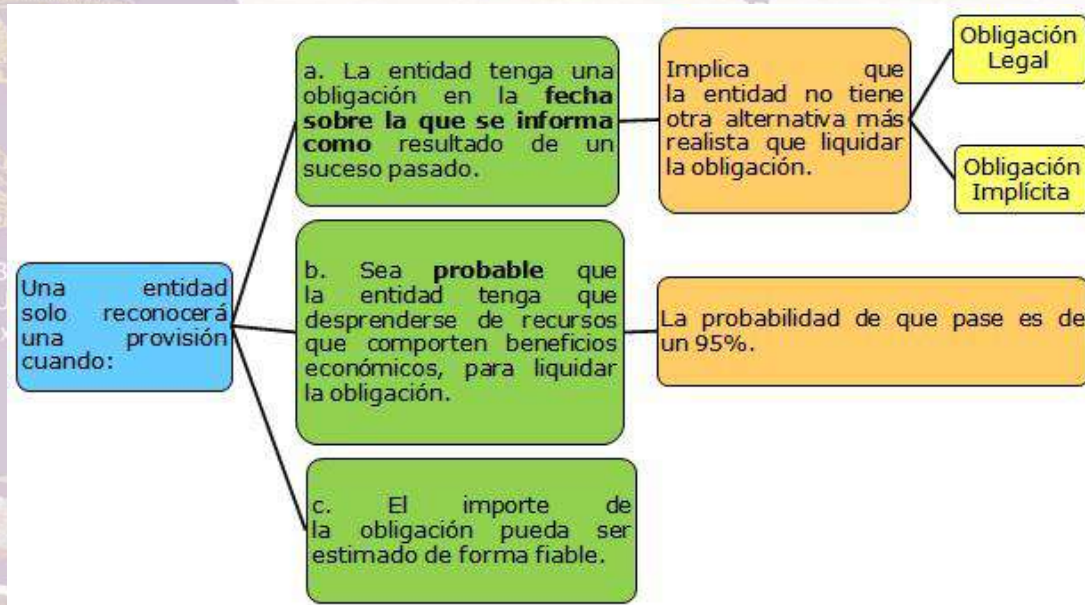 Una entidad
solo reconocerá
una provisión
cuando:
a. La entidad tenga una
obligación en la fecha
sobre la que se informa
como resultado de un
suceso pasado.
Implica que
la entidad no tiene
otra alternativa más
realista que liquidar
la obligación.
Obligación
Legal
Obligación
Implícita
b. Sea probable que
la entidad tenga que
desprenderse de recursos
que comporten beneficios
económicos, para liquidar
la obligación.
La probabilidad de que pase es de
un 95%.
c. El importe de
la obligación pueda ser
estimado de forma fiable.